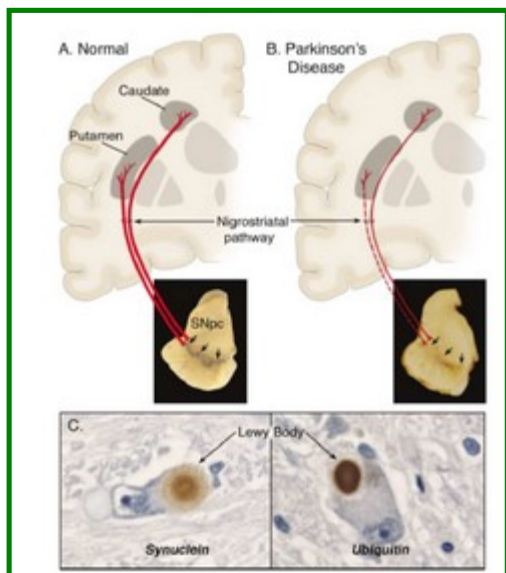 A. Normal
B. Parkinson's
Disease
Caudate
Putamen
Nigrostriatal
pathway
SNpc
C.
Lewy Body
Synuclein
Ubiquitin